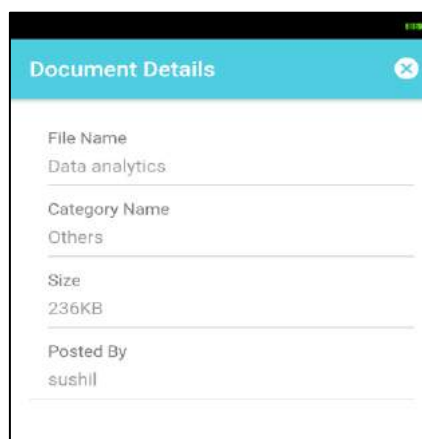 Document Details
File Name
Data analytics
Category Name
Others
Size
236KB
Posted By
sushil